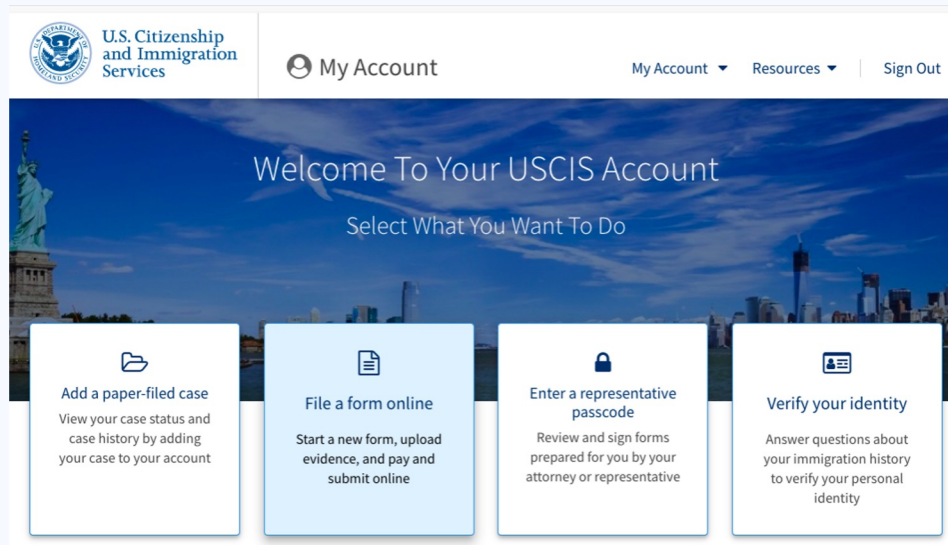 U.S. Citizenship
and Immigration
Services
My Account
My Account
Resources
Sign Out
Welcome To Your USCIS Account
Select What You Want To Do
Add a paper-filed case
View your case status and
case history by adding
your case to your account
File a form online
Start a new form, upload
evidence, and pay and
submit online
Enter a representative
passcode
Review and sign forms
prepared for you by your
attorney or representative
Verify your identity
Answer questions about
your immigration history
to verify your personal
identity